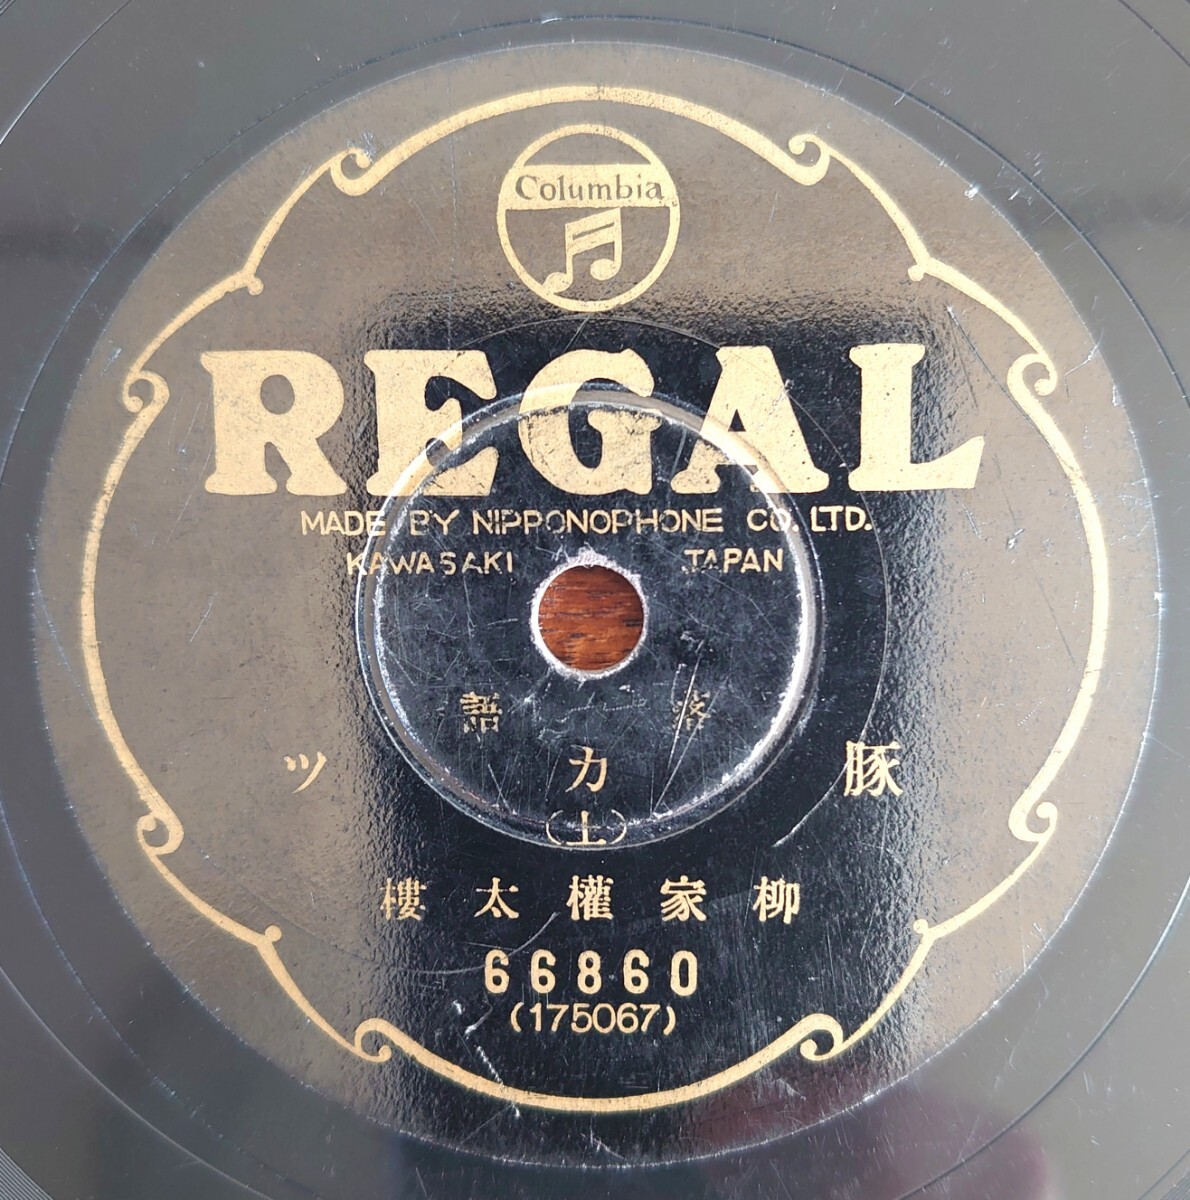 Columbia
REGAL
MADE BY NIPPONOPHONE CO. LTD.
KAWASAKI JAPAN
落語
豚カツ
(上)
柳家權太樓
66860
(175067)